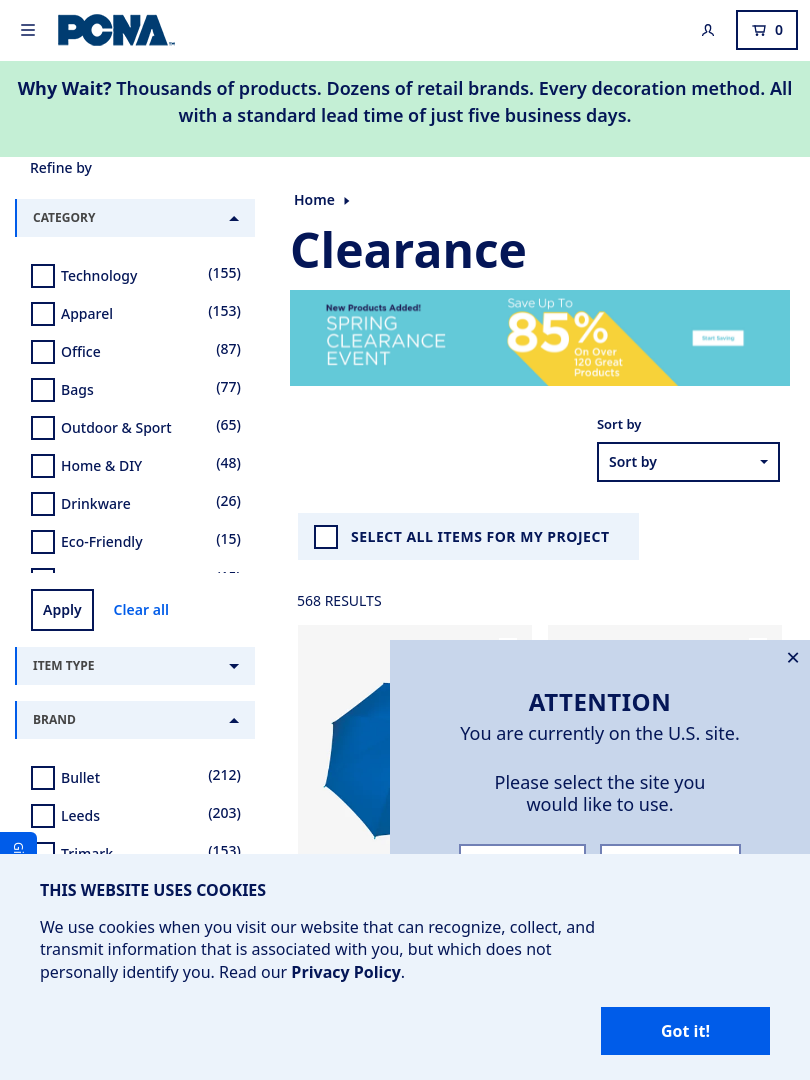 PCNA
0
Why Wait? Thousands of products. Dozens of retail brands. Every decoration method. All
with a standard lead time of just five business days.
Refine by
CATEGORY
Technology (155)
Apparel (153)
Office (87)
Bags (77)
Outdoor & Sport (65)
Home & DIY (48)
Drinkware (26)
Eco-Friendly (15)
Apply Clear all
ITEM TYPE
BRAND
Bullet (212)
Leeds (203)
Trimark (153)
Home
Clearance
New Products Added!
SPRING
CLEARANCE
EVENT
Save Up To
85%
On Over
120 Great
Products
Start Saving
Sort by
Sort by
SELECT ALL ITEMS FOR MY PROJECT
568 RESULTS
ATTENTION
You are currently on the U.S. site.
Please select the site you
would like to use.
THIS WEBSITE USES COOKIES
We use cookies when you visit our website that can recognize, collect, and
transmit information that is associated with you, but which does not
personally identify you. Read our Privacy Policy.
Got it!